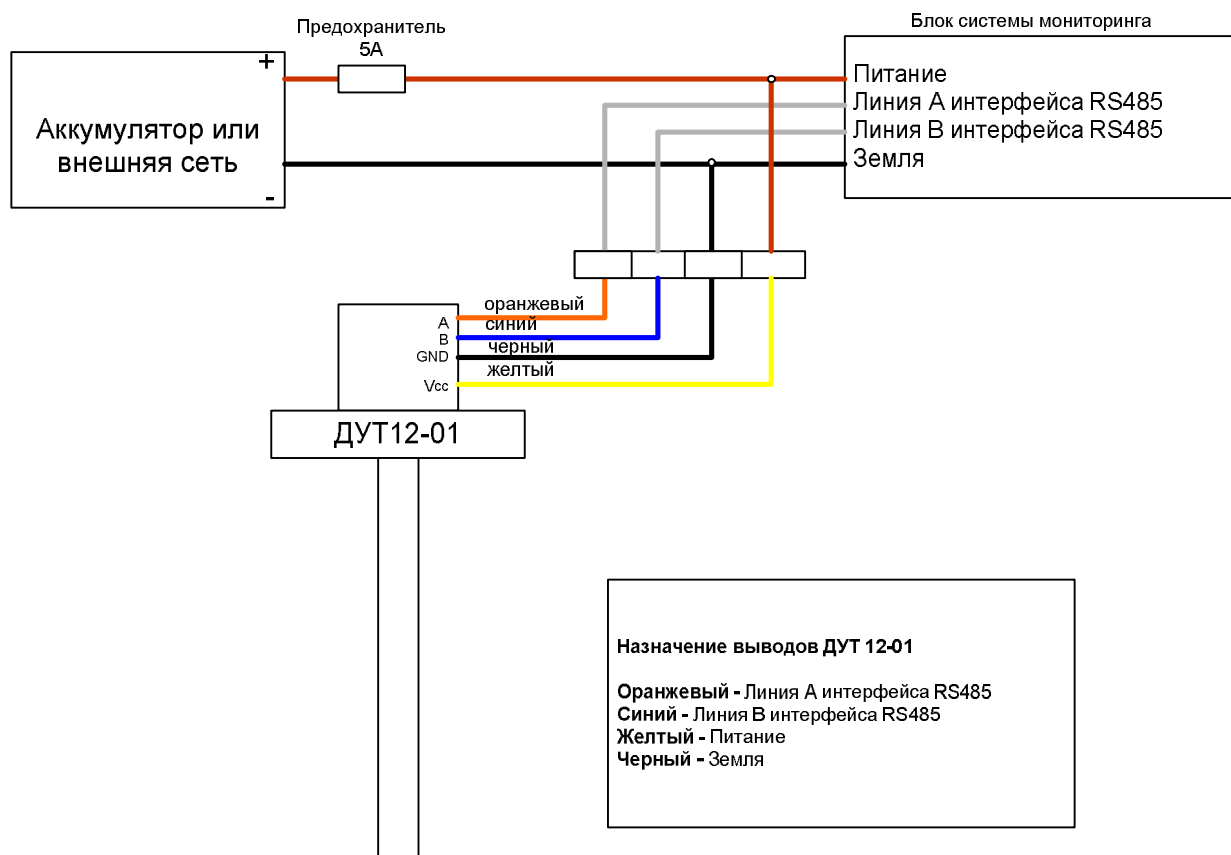 Предохранитель
5А
Блок системы мониторинга
+
Аккумулятор или
внешняя сеть
-
Питание
Линия А интерфейса RS485
Линия В интерфейса RS485
Земля
оранжевый
A
синий
B
черный
GND
желтый
Vcc
ДУТ12-01
Назначение выводов ДУТ 12-01
Оранжевый - Линия А интерфейса RS485
Синий - Линия В интерфейса RS485
Желтый - Питание
Черный - Земля